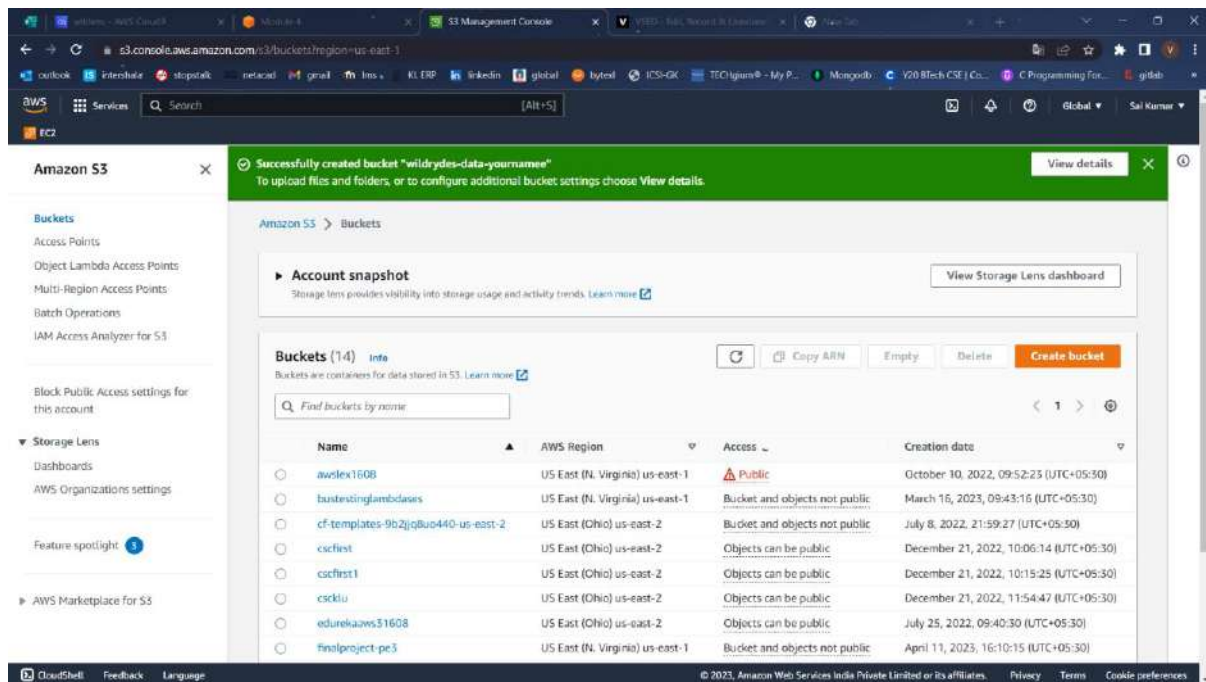 S3 Management Console
s3.console.aws.amazon.com/s3/buckets?region=us-east-1
outlook
stopstalk
netacad
gmail
KL ERP
linkedin
global
ICSI-GK
Mongodb
C Programming For...
gitlab
aws
Services
Search
[Alt+S]
Global
Sai Kumar
EC2
Amazon S3
Buckets
Access Points
Object Lambda Access Points
Multi-Region Access Points
Batch Operations
IAM Access Analyzer for S3
Block Public Access settings for
this account
Storage Lens
Dashboards
AWS Organizations settings
Feature spotlight 3
AWS Marketplace for S3
Successfully created bucket "wildrydes-data-yournamee"
To upload files and folders, or to configure additional bucket settings choose View details.
View details
Amazon S3 > Buckets
Account snapshot
Storage lens provides visibility into storage usage and activity trends. Learn more
View Storage Lens dashboard
Buckets (14) Info
Buckets are containers for data stored in S3. Learn more
Copy ARN
Empty
Delete
Create bucket
Find buckets by name
1
Name AWS Region Access Creation date
awslex1608 US East (N. Virginia) us-east-1 Public October 10, 2022, 09:52:23 (UTC+05:30)
bustestinglambdases US East (N. Virginia) us-east-1 Bucket and objects not public March 16, 2023, 09:43:16 (UTC+05:30)
cf-templates-9b2jjq8uo440-us-east-2 US East (Ohio) us-east-2 Bucket and objects not public July 8, 2022, 21:59:27 (UTC+05:30)
cscfirst US East (Ohio) us-east-2 Objects can be public December 21, 2022, 10:06:14 (UTC+05:30)
cscfirst1 US East (Ohio) us-east-2 Objects can be public December 21, 2022, 10:15:25 (UTC+05:30)
cscklu US East (Ohio) us-east-2 Objects can be public December 21, 2022, 11:54:47 (UTC+05:30)
edurekaaws31608 US East (Ohio) us-east-2 Objects can be public July 25, 2022, 09:40:30 (UTC+05:30)
finalproject-pe3 US East (N. Virginia) us-east-1 Bucket and objects not public April 11, 2023, 16:10:15 (UTC+05:30)
CloudShell Feedback Language
© 2023, Amazon Web Services India Private Limited or its affiliates. Privacy Terms Cookie preferences